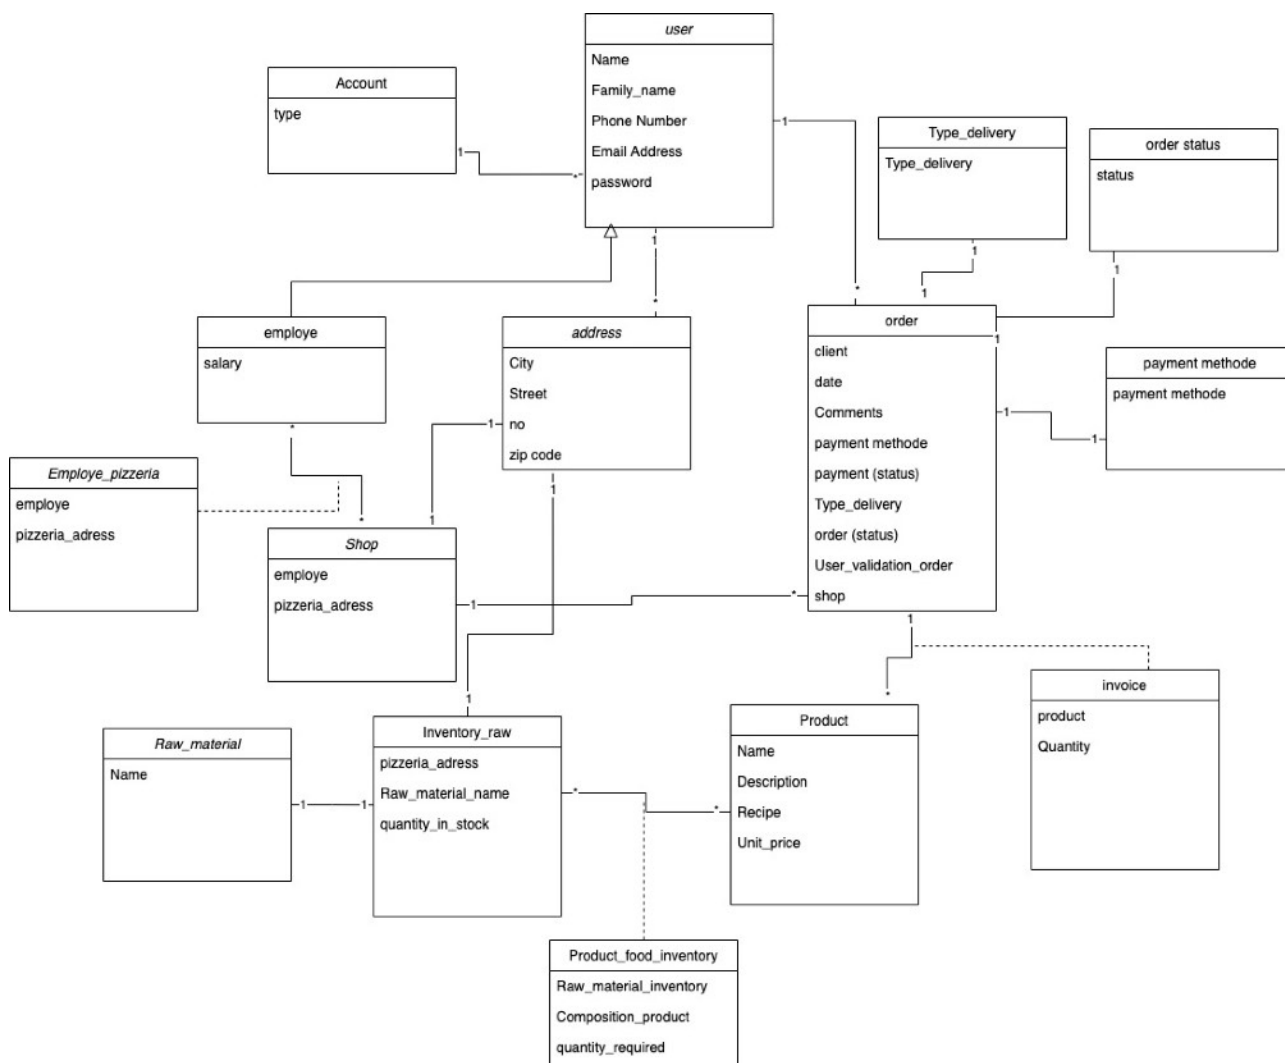 user
Name
Family_name
Phone Number
Email Address
password
Account
type
1
*
1
*
1
*
Type_delivery
Type_delivery
1
1
order status
status
1
1
employe
salary
*
*
address
City
Street
no
zip code
1
1
1
1
order
client
date
Comments
payment methode
payment (status)
Type_delivery
order (status)
User_validation_order
shop
1
1
payment methode
payment methode
Employe_pizzeria
employe
pizzeria_adress
Shop
employe
pizzeria_adress
1
*
1
*
invoice
product
Quantity
Raw_material
Name
1
1
Inventory_raw
pizzeria_adress
Raw_material_name
quantity_in_stock
*
*
Product
Name
Description
Recipe
Unit_price
Product_food_inventory
Raw_material_inventory
Composition_product
quantity_required